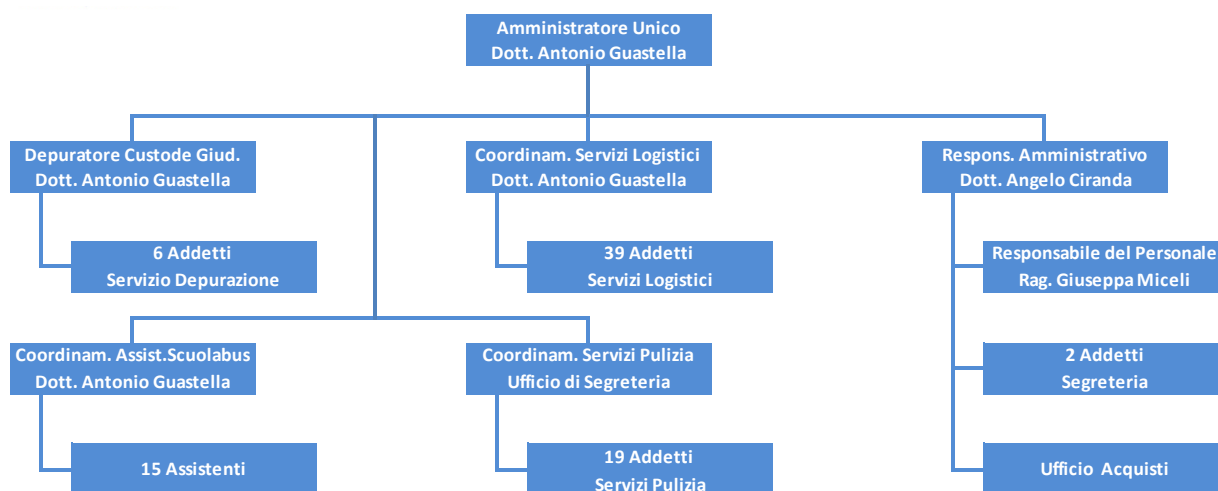 Amministratore Unico
Dott. Antonio Guastella
Depuratore Custode Giud.
Dott. Antonio Guastella
Coordinam. Servizi Logistici
Dott. Antonio Guastella
Respons. Amministrativo
Dott. Angelo Ciranda
6 Addetti
Servizio Depurazione
39 Addetti
Servizi Logistici
Responsabile del Personale
Rag. Giuseppa Miceli
Coordinam. Assist.Scuolabus
Dott. Antonio Guastella
Coordinam. Servizi Pulizia
Ufficio di Segreteria
2 Addetti
Segreteria
15 Assistenti
19 Addetti
Servizi Pulizia
Ufficio Acquisti